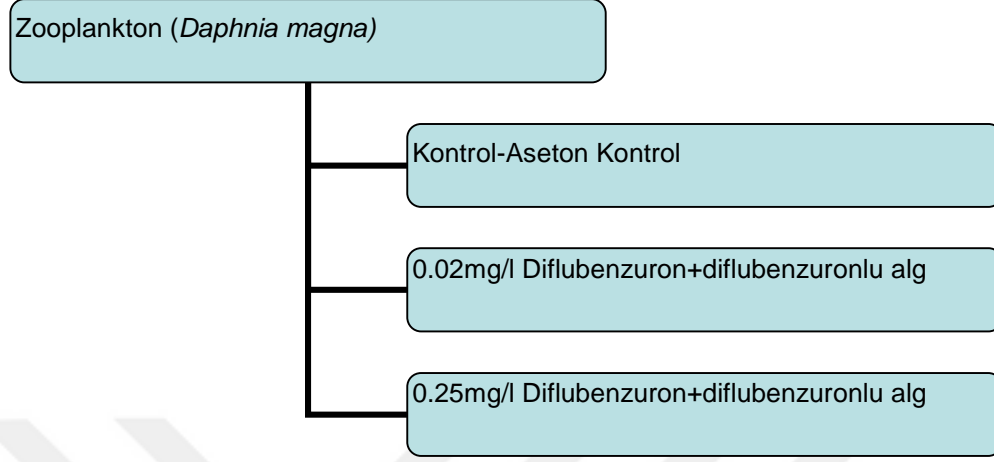 Zooplankton (Daphnia magna)
Kontrol-Aseton Kontrol
0.02mg/l Diflubenzuron+diflubenzuronlu alg
0.25mg/l Diflubenzuron+diflubenzuronlu alg